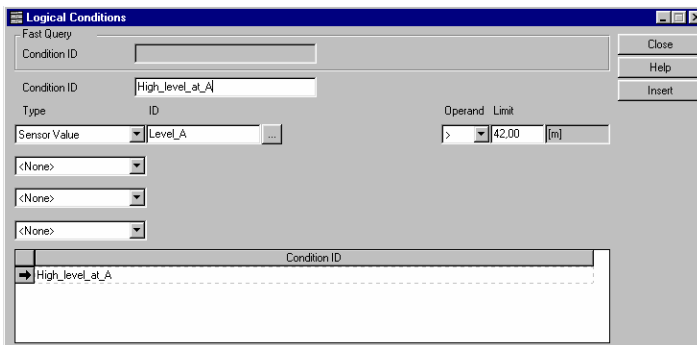 Logical Conditions
Fast Query
Condition ID
Close
Help
Condition ID High_level_at_A
Insert
Type ID Operand Limit
Sensor Value Level_A ... > 42,00 [m]
<None>
<None>
<None>
Condition ID
High_level_at_A